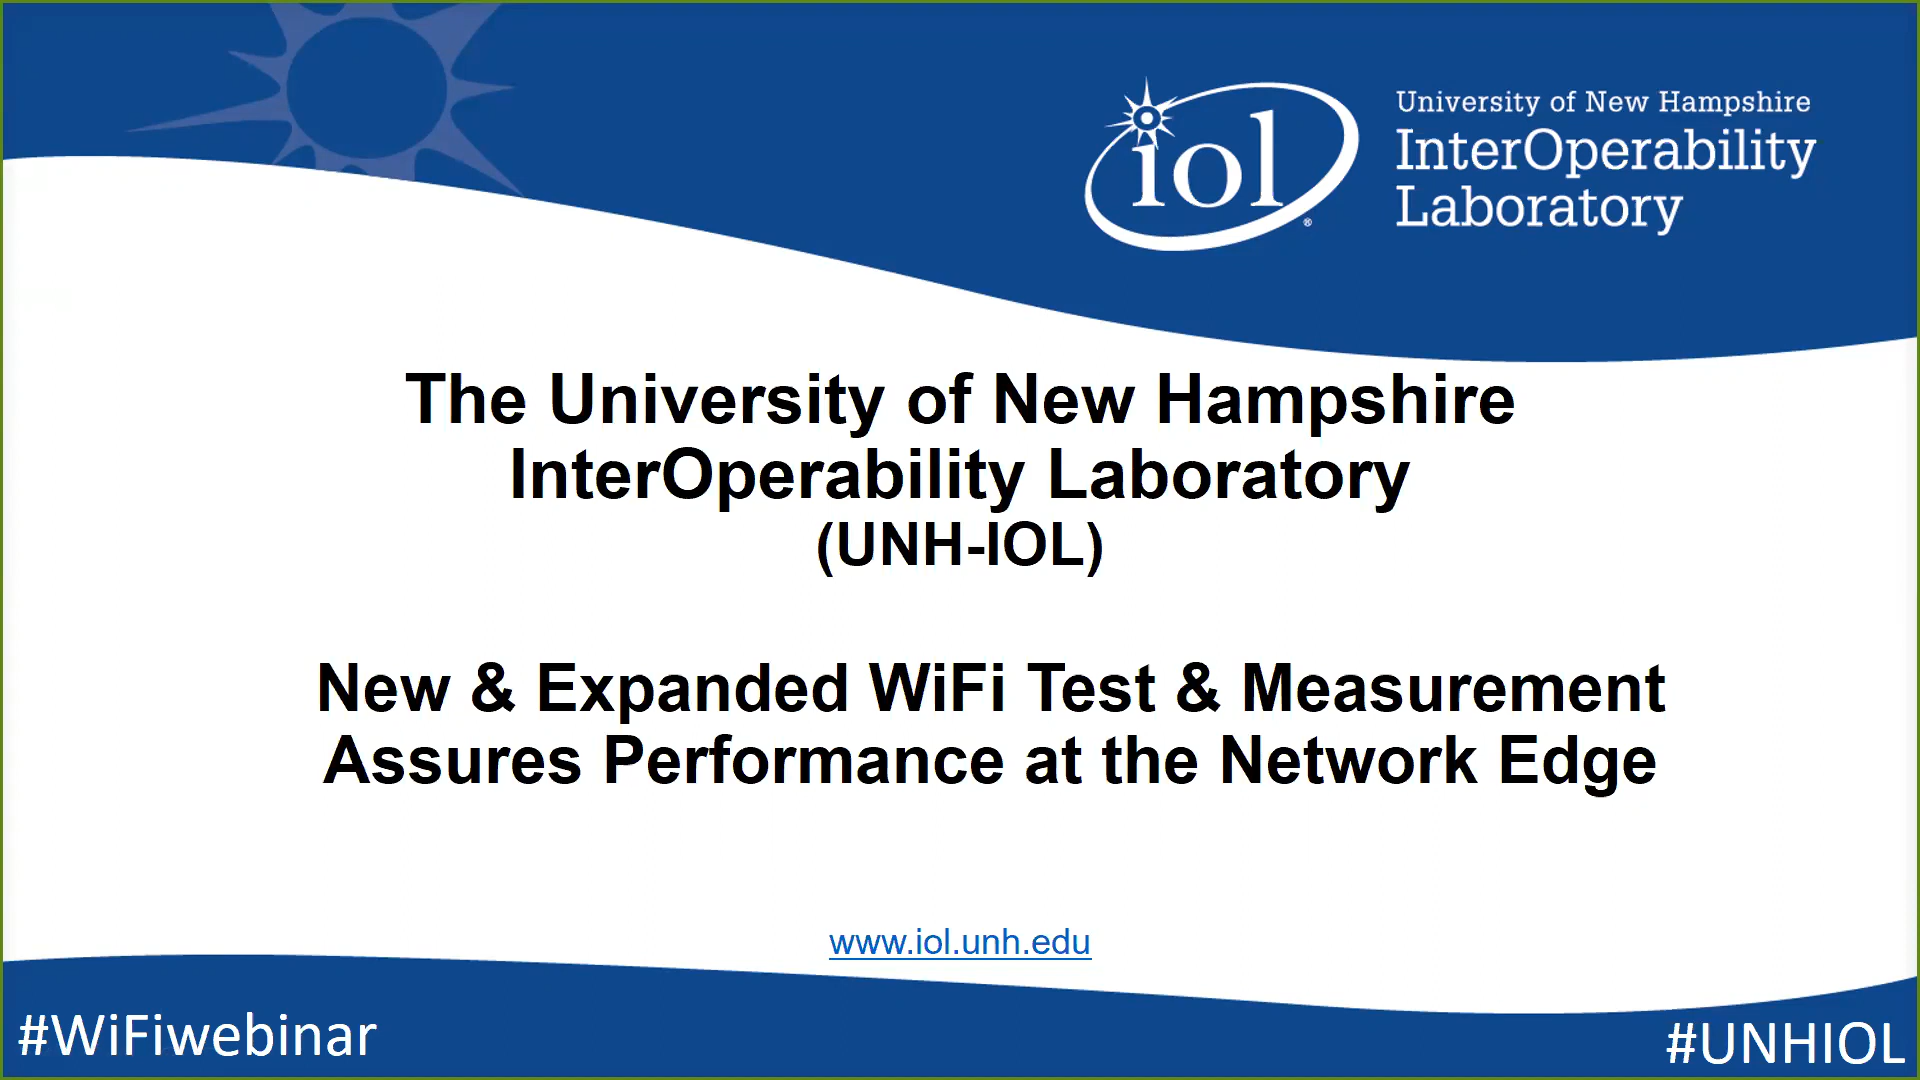 iol
®
University of New Hampshire
InterOperability
Laboratory
The University of New Hampshire
InterOperability Laboratory
(UNH-IOL)
New & Expanded WiFi Test & Measurement
Assures Performance at the Network Edge
www.iol.unh.edu
#WiFiwebinar
#UNHIOL